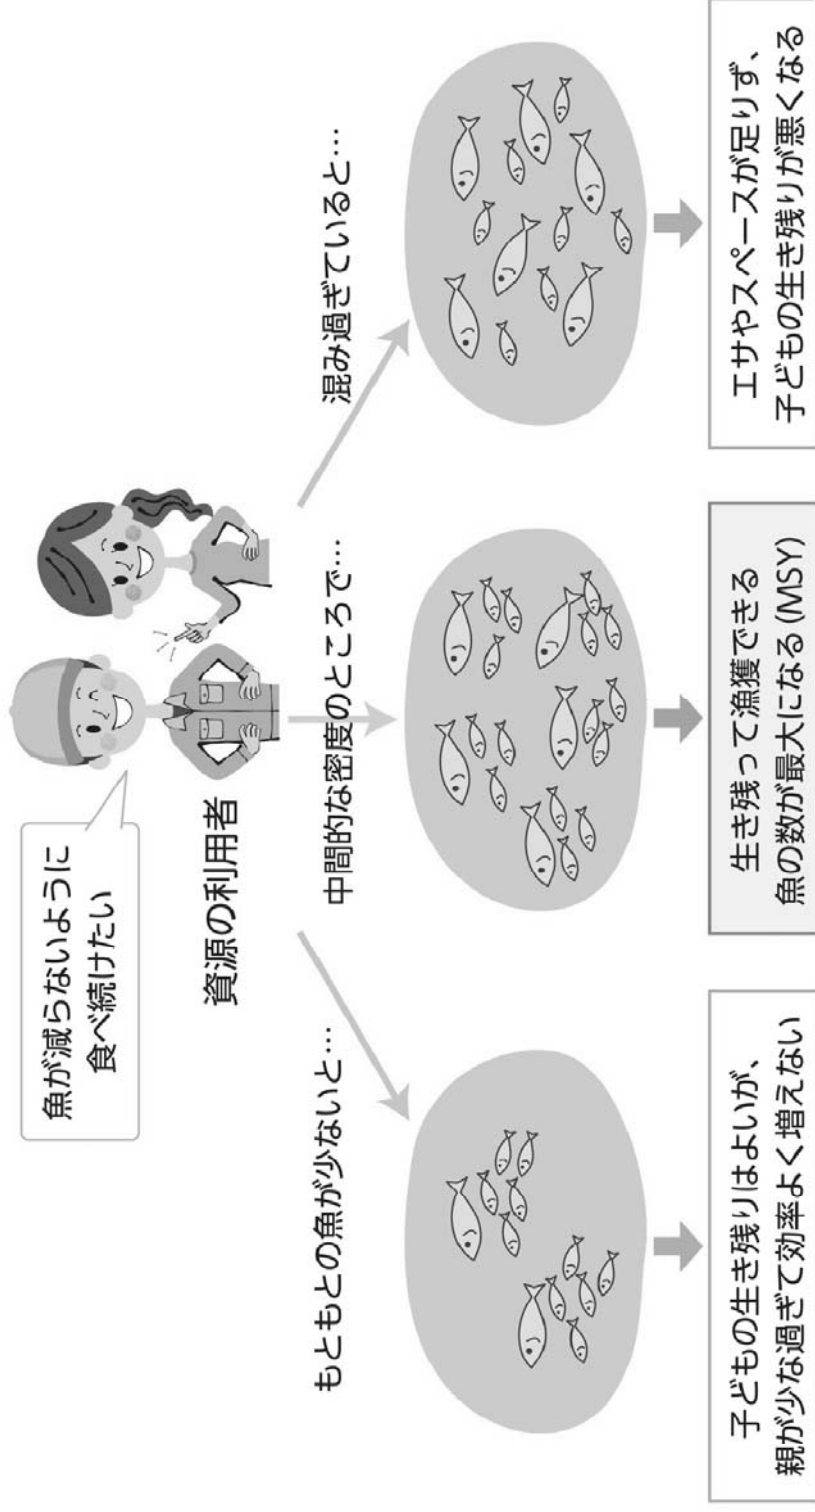 魚が減らないように
食べ続けたい
資源の利用者
もともとの魚が少ないと…
中間的な密度のところで…
混み過ぎていると…
子どもの生き残りはよいが、
親が少な過ぎて効率よく増えない
生き残って漁獲できる
魚の数が最大になる(MSY)
エサやスペースが足りず、
子どもの生き残りが悪くなる